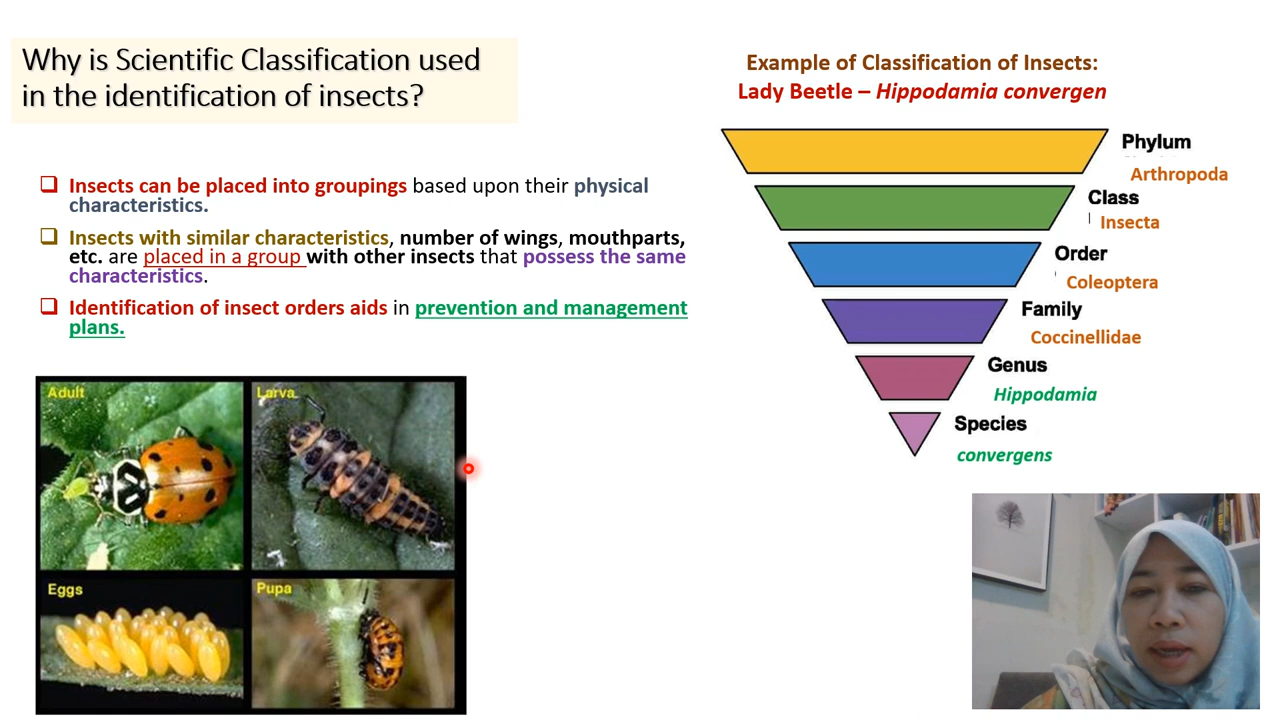 Why is Scientific Classification used
in the identification of insects?
Insects can be placed into groupings based upon their physical
characteristics.
Insects with similar characteristics, number of wings, mouthparts,
etc. are placed in a group with other insects that possess the same
characteristics.
Identification of insect orders aids in prevention and management
plans.
Adult
Larva
Eggs
Pupa
Example of Classification of Insects:
Lady Beetle – Hippodamia convergen
Phylum
Arthropoda
Class
Insecta
Order
Coleoptera
Family
Coccinellidae
Genus
Hippodamia
Species
convergens